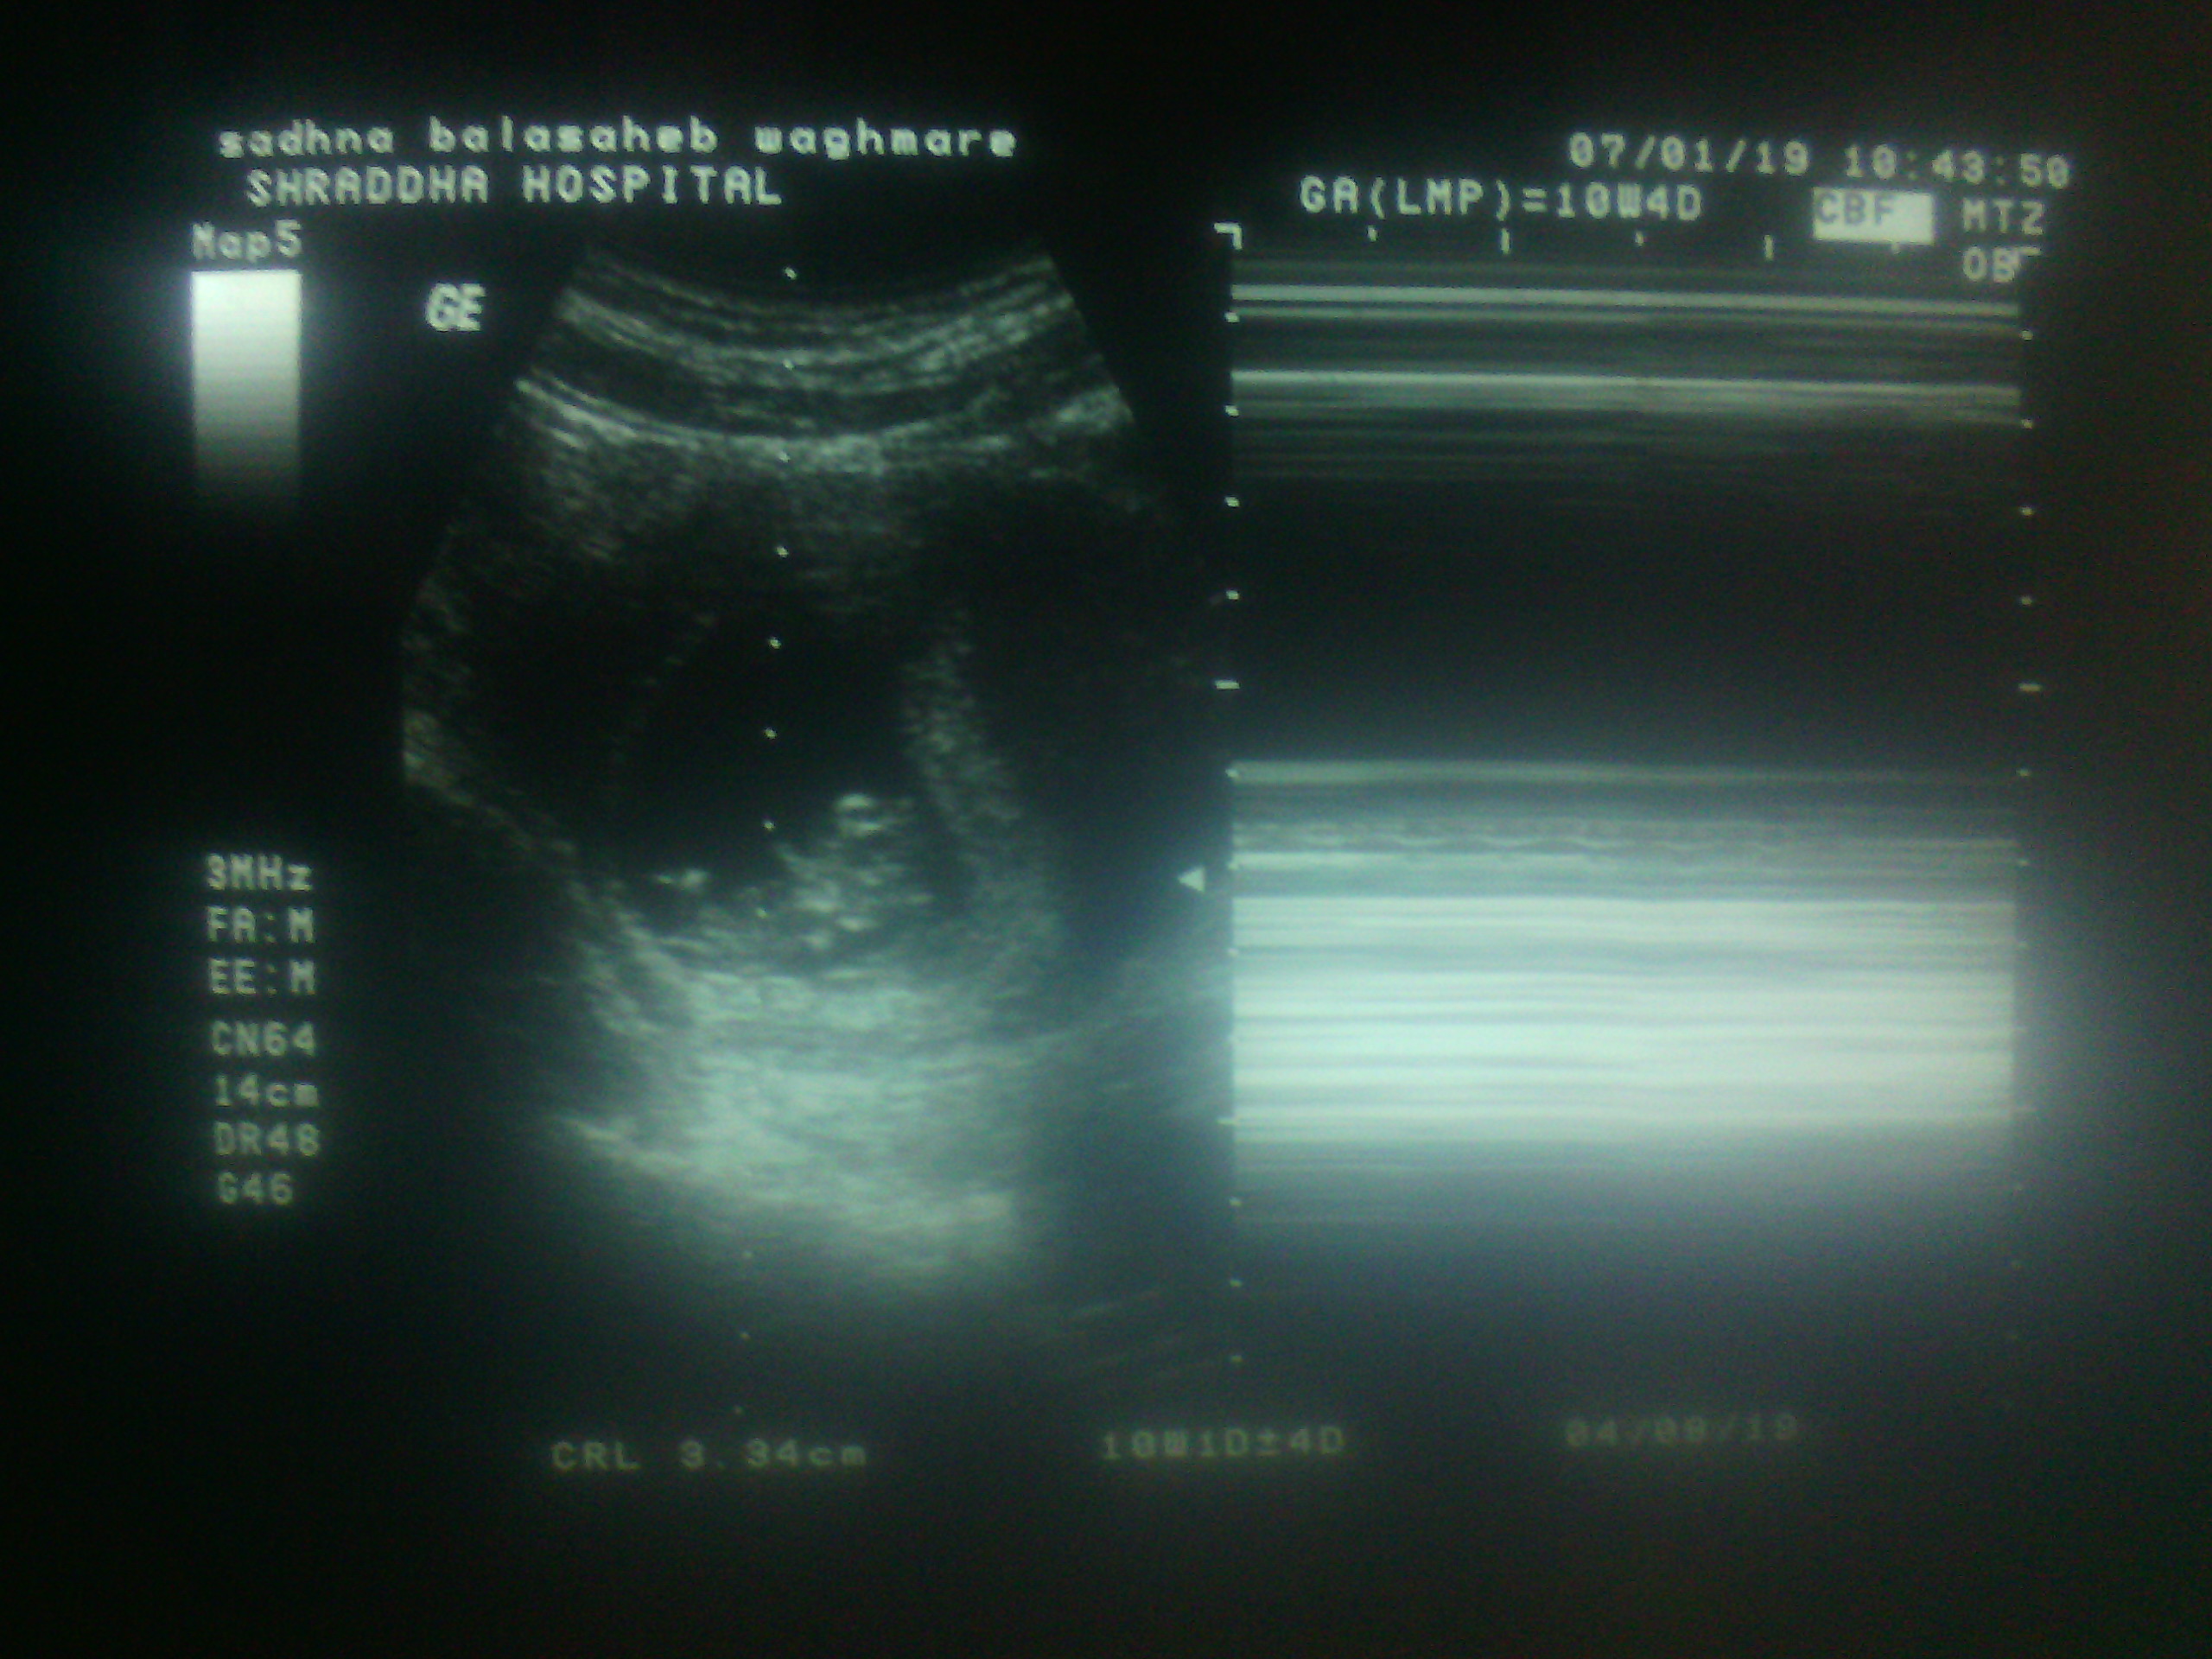 sadhna balasaheb waghmare
SHRADDHA HOSPITAL
07/01/19 10:43:50
GA(LMP)=10W4D
CBF MTZ
OB
Map5
GE
3MHz
FA:M
EE:M
CN64
14cm
DR48
G46
CRL 3.34cm 10W1D±4D 04/08/19